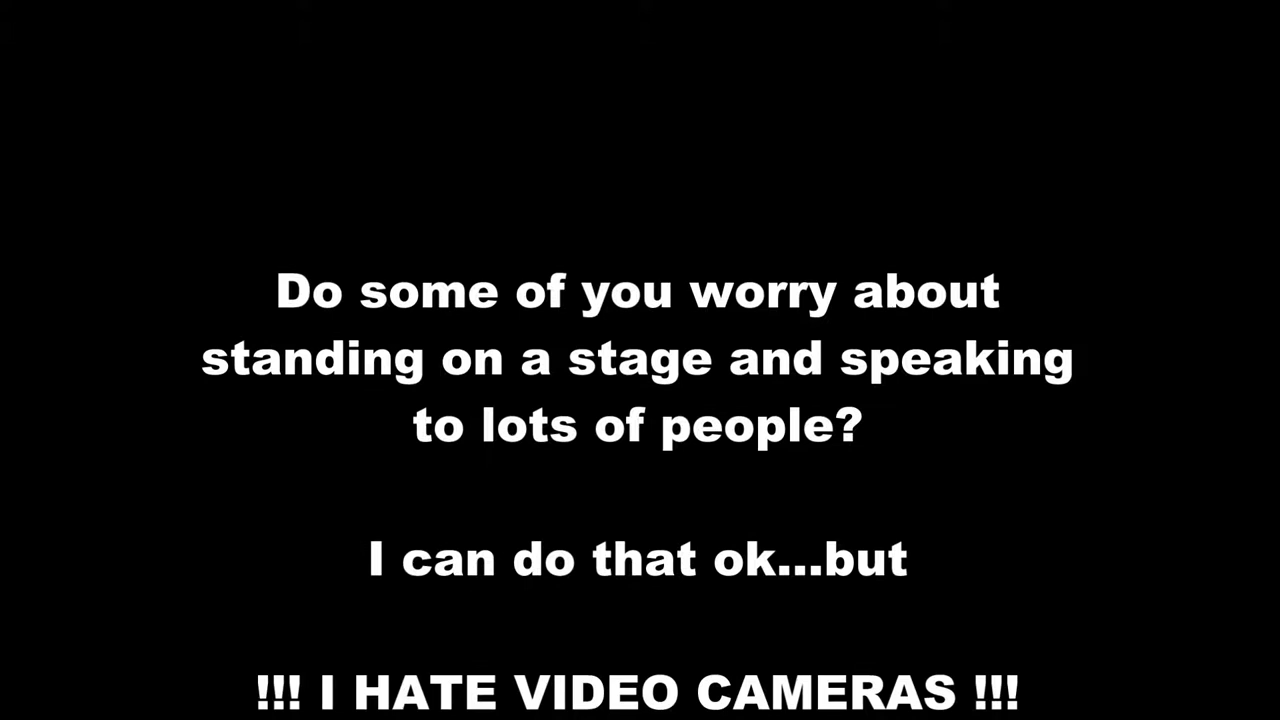 Do some of you worry about
standing on a stage and speaking
to lots of people?
I can do that ok...but
!!! I HATE VIDEO CAMERAS !!!